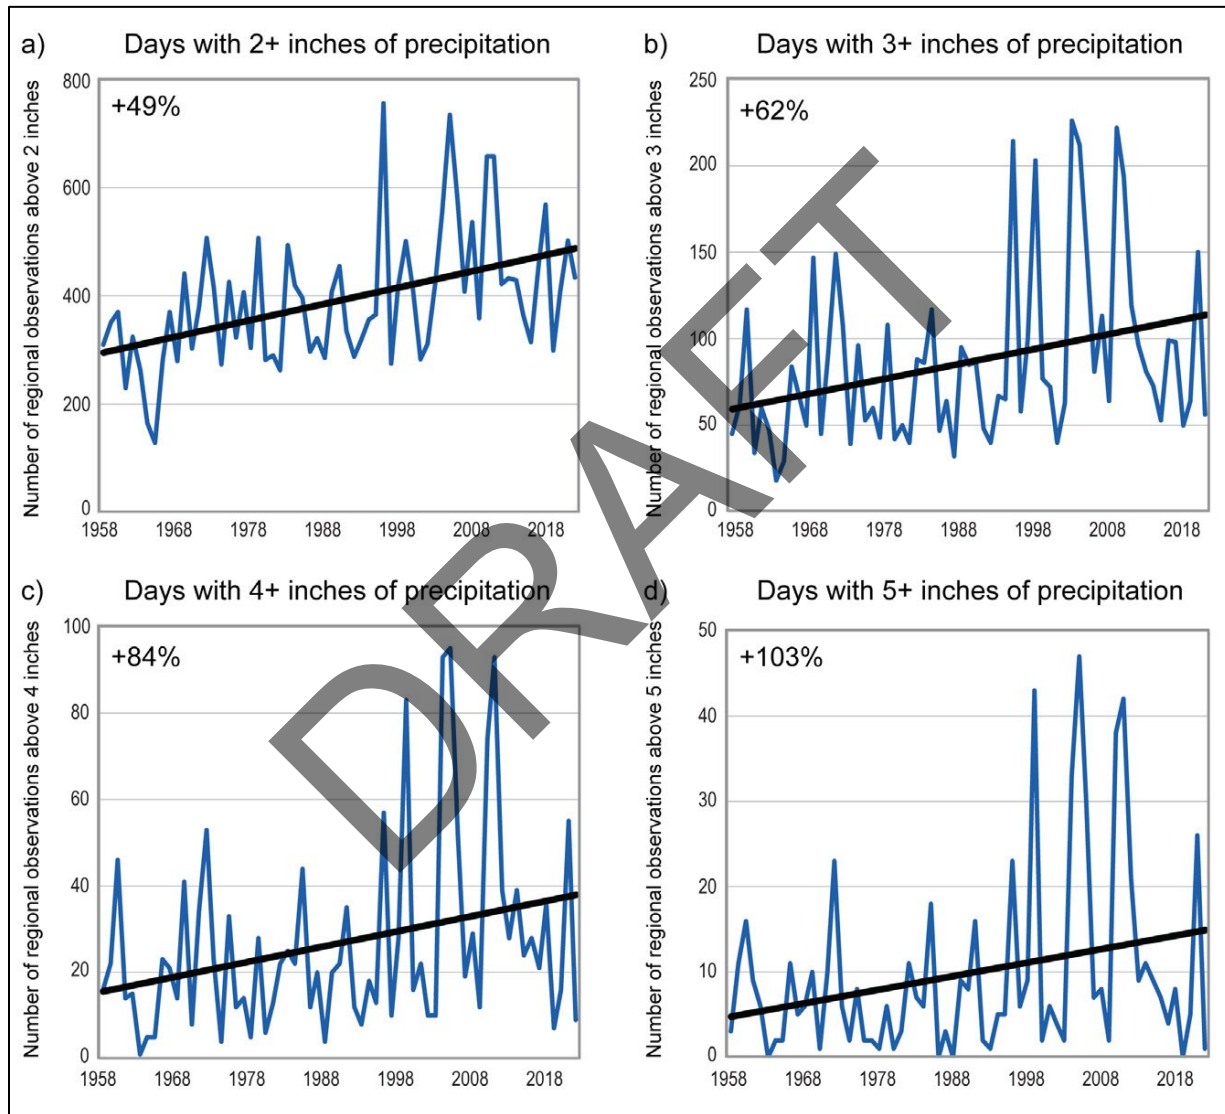 a) Days with 2+ inches of precipitation
Number of regional observations above 2 inches
+49%
800
600
400
200
0
1958 1968 1978 1988 1998 2008 2018
b) Days with 3+ inches of precipitation
Number of regional observations above 3 inches
+62%
250
200
150
100
50
0
1958 1968 1978 1988 1998 2008 2018
c) Days with 4+ inches of precipitation
Number of regional observations above 4 inches
+84%
100
80
60
40
20
0
1958 1968 1978 1988 1998 2008 2018
d) Days with 5+ inches of precipitation
Number of regional observations above 5 inches
+103%
50
40
30
20
10
0
1958 1968 1978 1988 1998 2008 2018
DRAFT